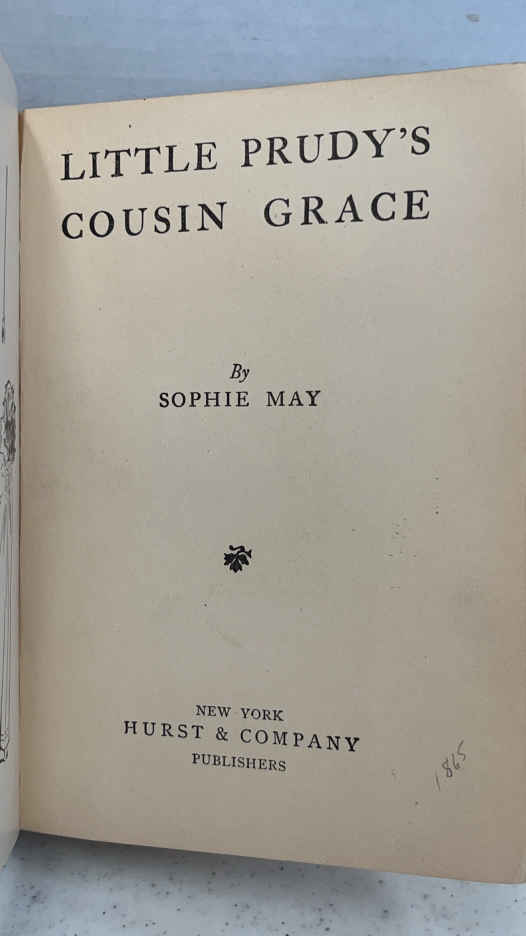 LITTLE PRUDY'S
COUSIN GRACE
By
SOPHIE MAY
NEW YORK
HURST & COMPANY
PUBLISHERS
1865